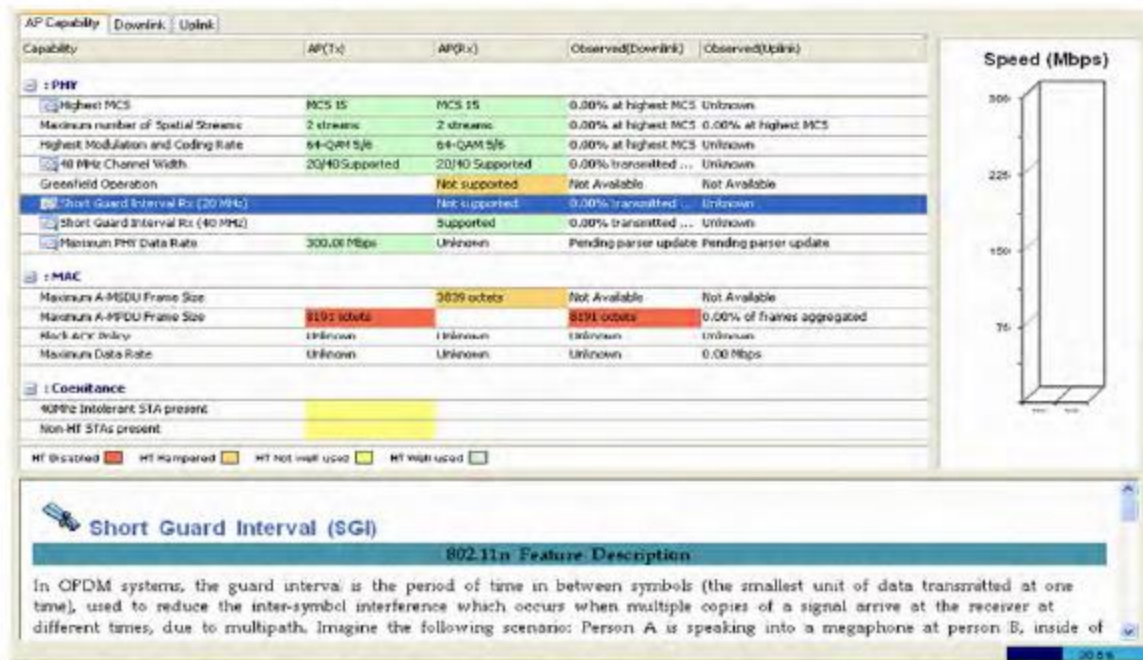 AP Capability Downlink Uplink
Capability AP(Tx) AP(Rx) Observed(Downlink) Observed(Uplink)
Speed (Mbps)
: PHY
Highest MCS MCS 15 MCS 15 0.00% at highest MCS Unknown
300
Maximum number of Spatial Streams 2 streams 2 streams 0.00% at highest MCS 0.00% at highest MCS
Highest Modulation and Coding Rate 64-QAM 5/6 64-QAM 5/6 0.00% at highest MCS Unknown
40 MHz Channel Width 20/40 Supported 20/40 Supported 0.00% transmitted ... Unknown
225
Greenfield Operation Not supported Not Available Not Available
Short Guard Interval Rx (20 MHz) Not supported 0.00% transmitted ... Unknown
Short Guard Interval Rx (40 MHz) Supported 0.00% transmitted ... Unknown
Maximum PHY Data Rate 300.00 Mbps Unknown Pending parser update Pending parser update
150
: MAC
Maximum A-MSDU Frame Size 3839 octets Not Available Not Available
Maximum A-MPDU Frame Size 8191 octets 8191 octets 0.00% of frames aggregated
75
Block ACK Policy Unknown Unknown Unknown Unknown
Maximum Data Rate Unknown Unknown Unknown 0.00 Mbps
: Coexitance
40MHz Intolerant STA present
Non-HT STAs present
HT Disabled HT Hampered HT Not well used HT Well used
Short Guard Interval (SGI)
802.11n Feature Description
In OFDM systems, the guard interval is the period of time in between symbols (the smallest unit of data transmitted at one
time), used to reduce the inter-symbol interference which occurs when multiple copies of a signal arrive at the receiver at
different times, due to multipath. Imagine the following scenario: Person A is speaking into a megaphone at person B, inside of